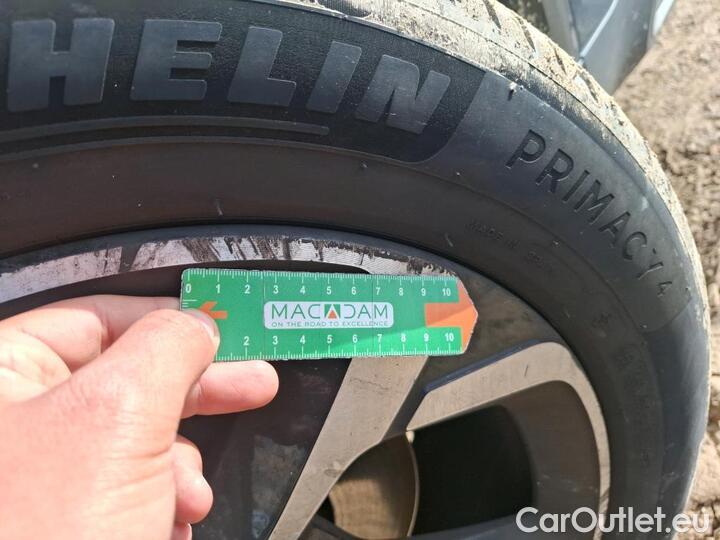 HELIN
PRIMACY 4
MADE IN SPAIN
0 1 2 3 4 5 6 7 8 9 10
MACADAM
ON THE ROAD TO EXCELLENCE
2 3 4 5 6 7 8 9 10
CarOutlet.eu